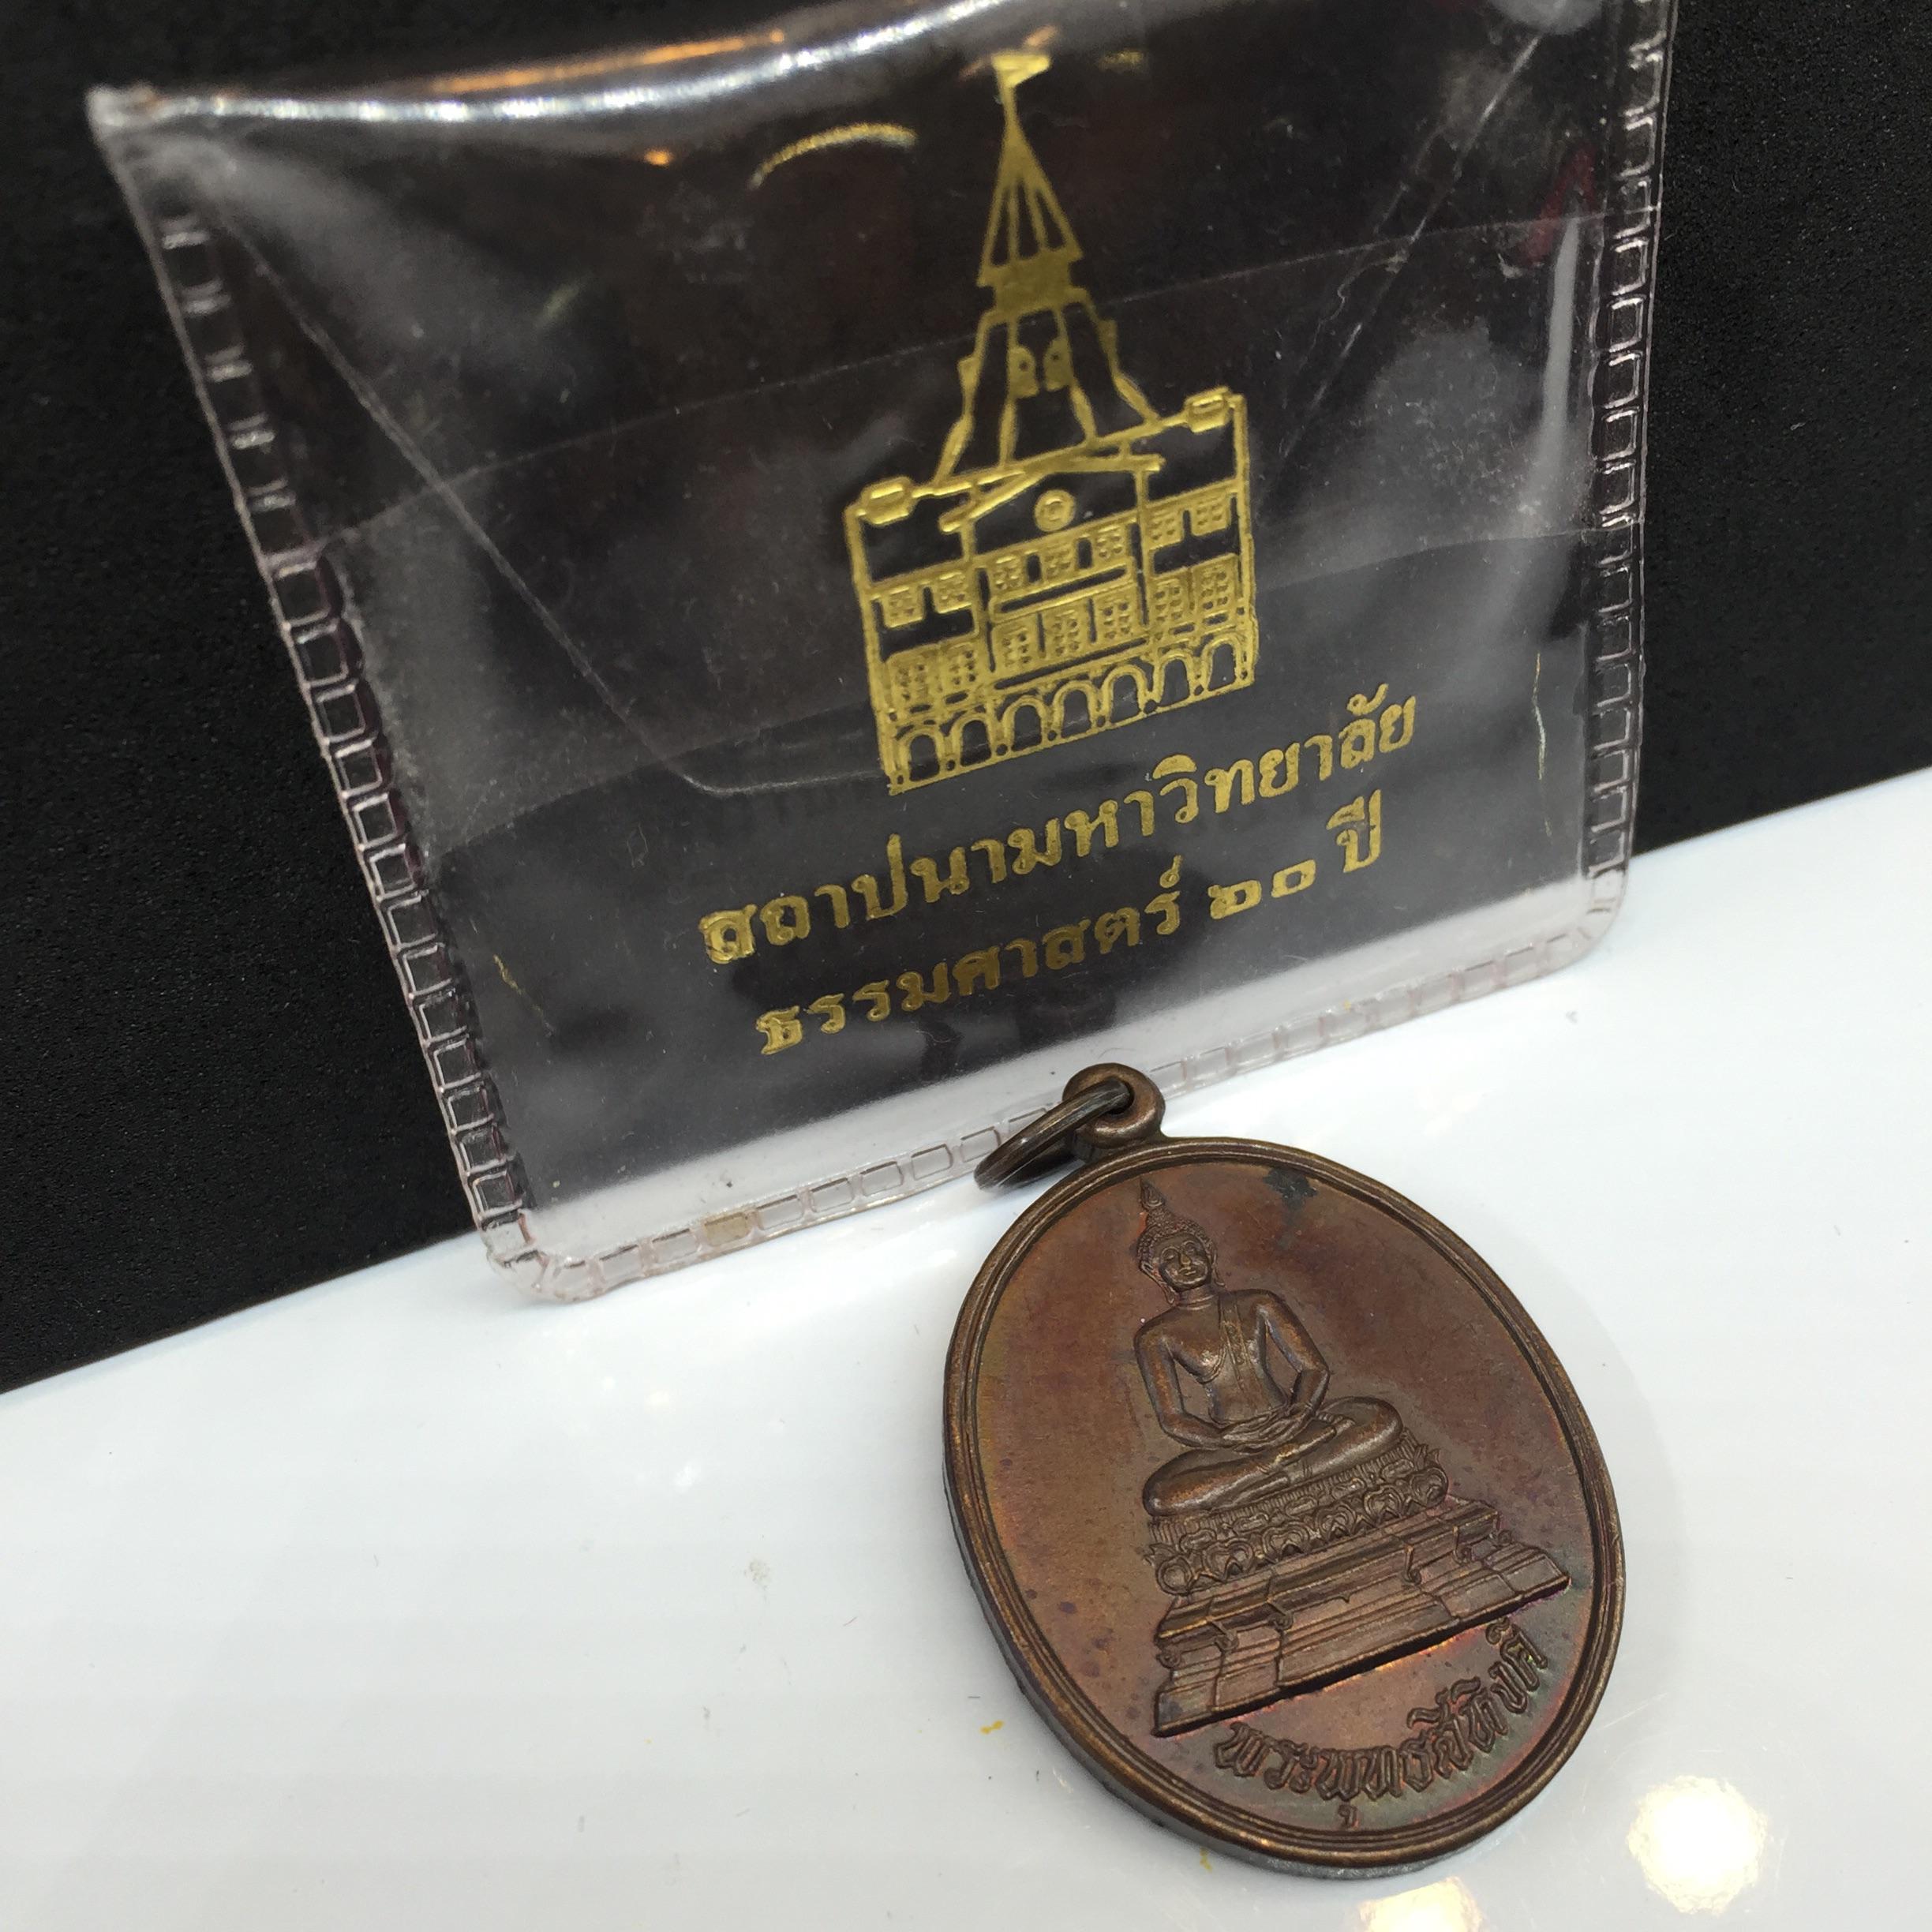 สถาปนามหาวิทยาลัย
ธรรมศาสตร์ ๒๐ ปี
พระพุทธสิหิงค์